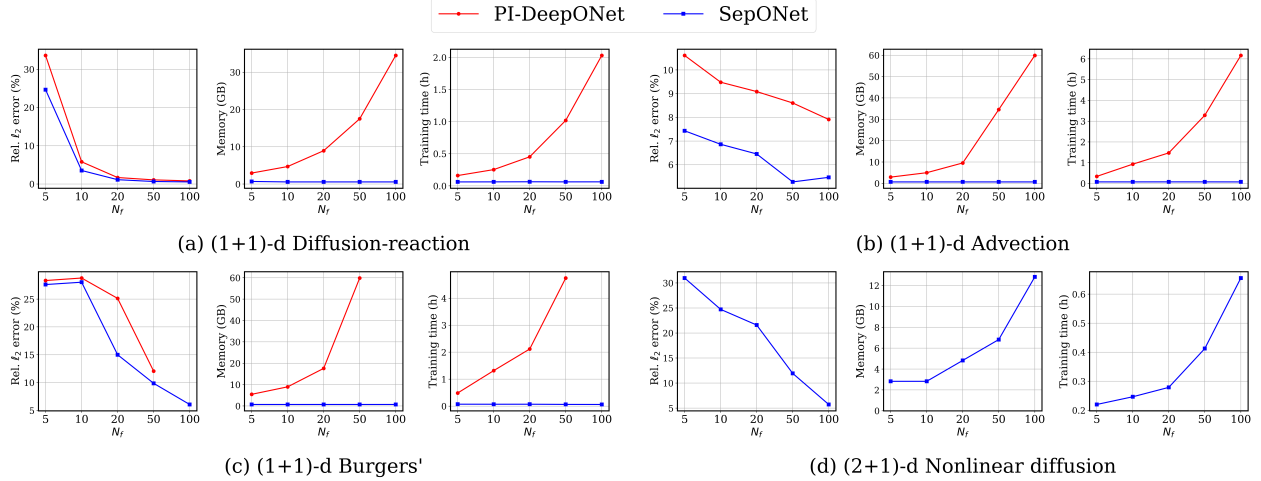 PI-DeepONet SepONet
Rel. ℓ2 error (%)
30
20
10
0
5 10 20 50 100
Nf
Memory (GB)
30
20
10
0
5 10 20 50 100
Nf
Training time (h)
2.0
1.5
1.0
0.5
0.0
5 10 20 50 100
Nf
(a) (1+1)-d Diffusion-reaction
Rel. ℓ2 error (%)
10
9
8
7
6
5 10 20 50 100
Nf
Memory (GB)
60
50
40
30
20
10
0
5 10 20 50 100
Nf
Training time (h)
6
5
4
3
2
1
0
5 10 20 50 100
Nf
(b) (1+1)-d Advection
Rel. ℓ2 error (%)
25
20
15
10
5
5 10 20 50 100
Nf
Memory (GB)
60
50
40
30
20
10
0
5 10 20 50 100
Nf
Training time (h)
4
3
2
1
0
5 10 20 50 100
Nf
(c) (1+1)-d Burgers'
Rel. ℓ2 error (%)
30
25
20
15
10
5
5 10 20 50 100
Nf
Memory (GB)
12
10
8
6
4
2
0
5 10 20 50 100
Nf
Training time (h)
0.6
0.5
0.4
0.3
0.2
5 10 20 50 100
Nf
(d) (2+1)-d Nonlinear diffusion